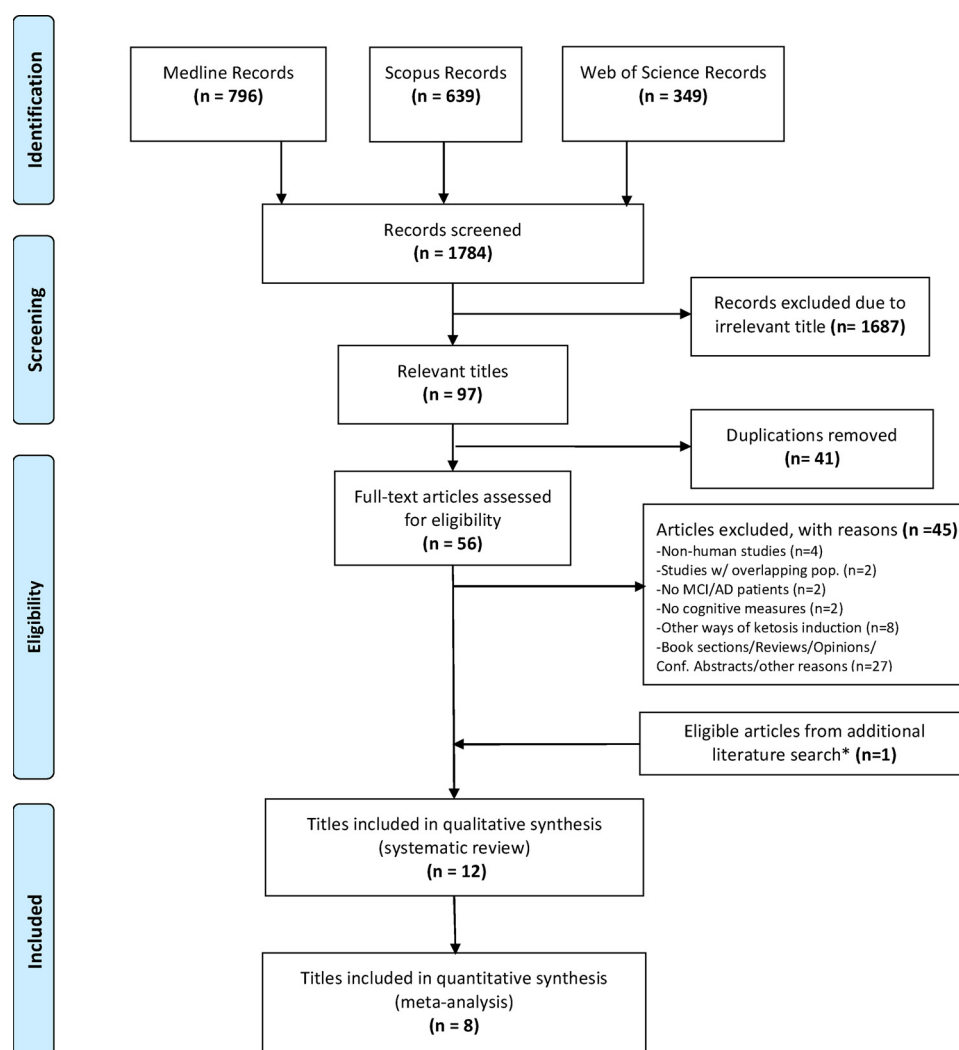 Identification
Medline Records
(n = 796)
Scopus Records
(n = 639)
Web of Science Records
(n = 349)
Records screened
(n = 1784)
Screening
Records excluded due to
irrelevant title (n= 1687)
Relevant titles
(n = 97)
Duplications removed
(n= 41)
Eligibility
Full-text articles assessed
for eligibility
(n = 56)
Articles excluded, with reasons (n =45)
-Non-human studies (n=4)
-Studies w/ overlapping pop. (n=2)
-No MCI/AD patients (n=2)
-No cognitive measures (n=2)
-Other ways of ketosis induction (n=8)
-Book sections/Reviews/Opinions/
Conf. Abstracts/other reasons (n=27)
Eligible articles from additional
literature search* (n=1)
Included
Titles included in qualitative synthesis
(systematic review)
(n = 12)
Titles included in quantitative synthesis
(meta-analysis)
(n = 8)